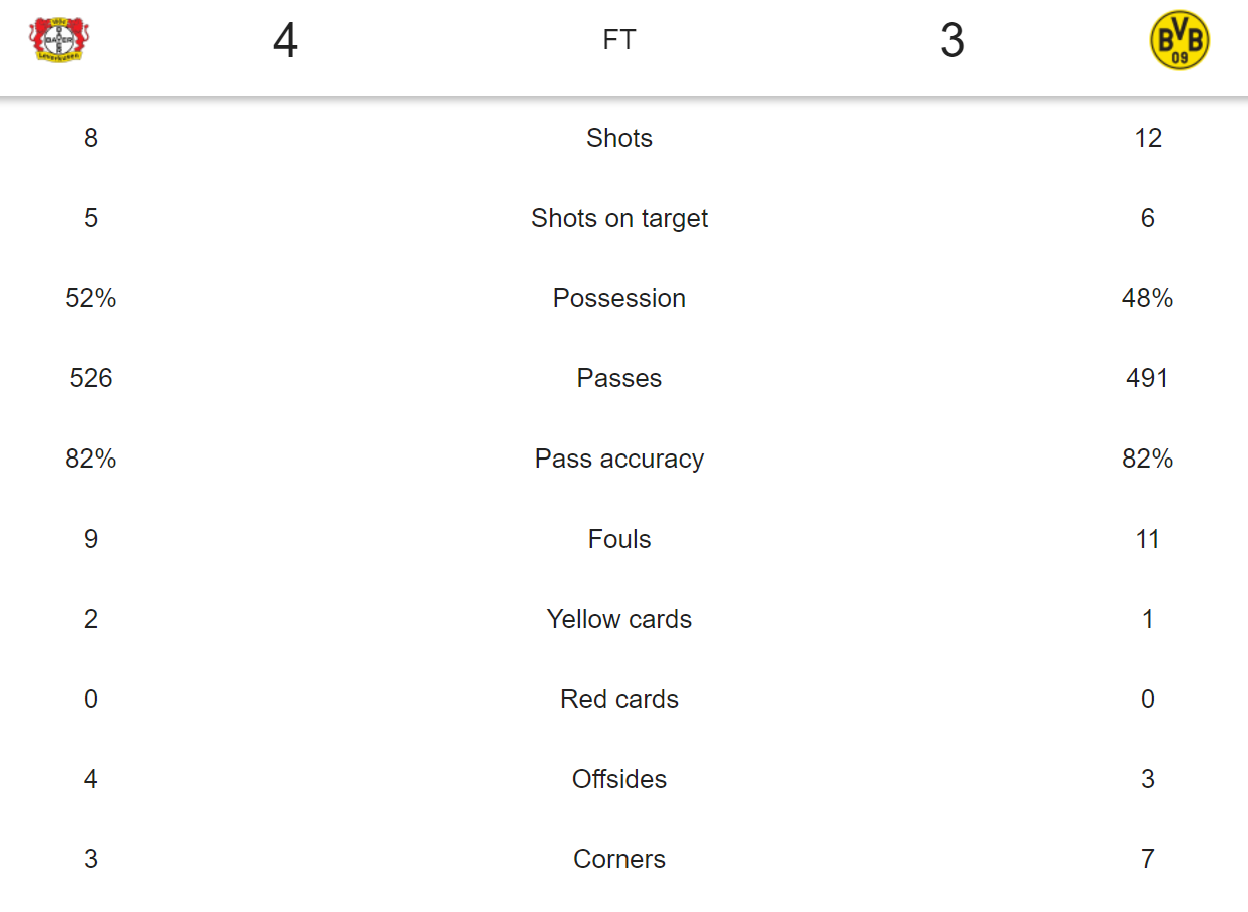 4 FT 3
BVB
09
8 Shots 12
5 Shots on target 6
52% Possession 48%
526 Passes 491
82% Pass accuracy 82%
9 Fouls 11
2 Yellow cards 1
0 Red cards 0
4 Offsides 3
3 Corners 7